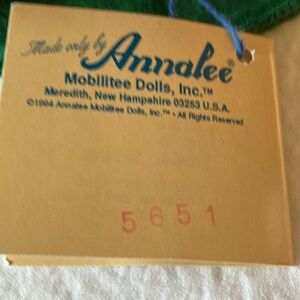 Made only by Annalee®
Mobilitee Dolls, Inc.™
Meredith, New Hampshire 03253 U.S.A.
©1994 Annalee Mobilitee Dolls, Inc.™ • All Rights Reserved
5651